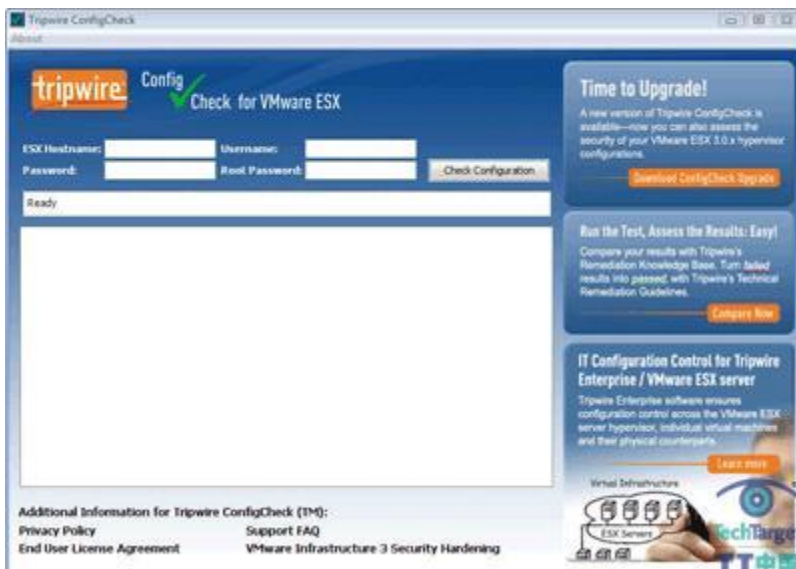 Tripwire ConfigCheck
About
tripwire
Config
Check for VMware ESX
ESX Hostname:
Username:
Password:
Root Password:
Check Configuration
Ready
Time to Upgrade!
A new version of Tripwire ConfigCheck is
available—now you can also assess the
security of your VMware ESX 3.0.x hypervisor
configurations.
Download ConfigCheck Upgrade
Run the Test, Assess the Results: Easy!
Compare your results with Tripwire's
Remediation Knowledge Base. Turn failed
results into passed, with Tripwire's Technical
Remediation Guidelines.
Compare Now
IT Configuration Control for Tripwire
Enterprise / VMware ESX server
Tripwire Enterprise software ensures
configuration control across the VMware ESX
server hypervisor, individual virtual machines
and their physical counterparts.
Learn more
Virtual Infrastructure
ESX Servers
TechTarget
TT中国
Additional Information for Tripwire ConfigCheck (TM):
Privacy Policy
Support FAQ
End User License Agreement
VMware Infrastructure 3 Security Hardening